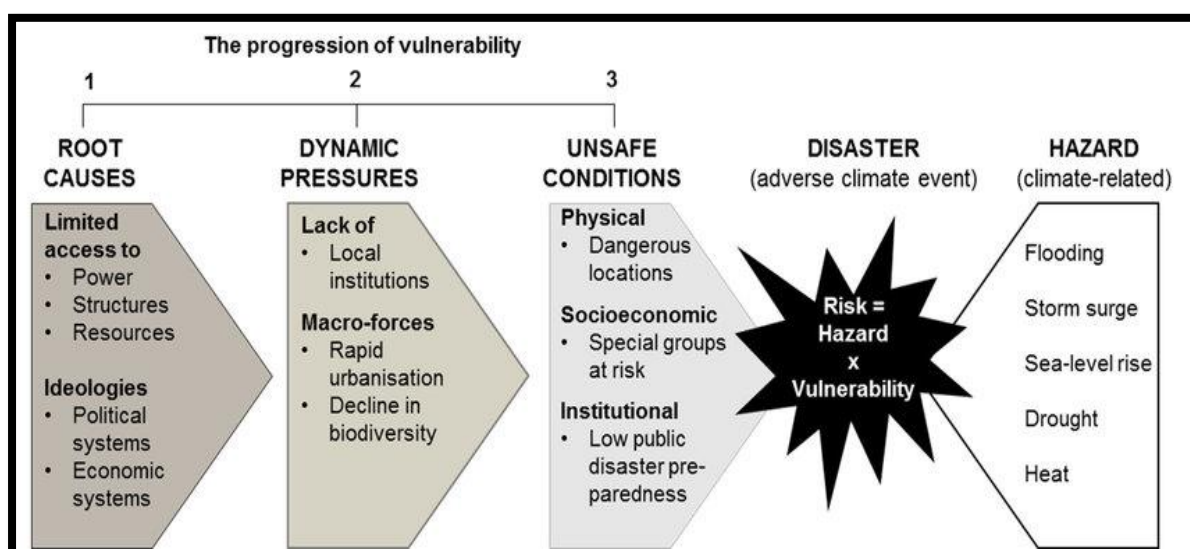 The progression of vulnerability
1
2
3
ROOT
CAUSES
Limited
access to
• Power
• Structures
• Resources
Ideologies
• Political
systems
• Economic
systems
DYNAMIC
PRESSURES
Lack of
• Local
institutions
Macro-forces
• Rapid
urbanisation
• Decline in
biodiversity
UNSAFE
CONDITIONS
Physical
• Dangerous
locations
Socioeconomic
• Special groups
at risk
Institutional
• Low public
disaster pre-
paredness
DISASTER
(adverse climate event)
Risk =
Hazard
x
Vulnerability
HAZARD
(climate-related)
Flooding
Storm surge
Sea-level rise
Drought
Heat